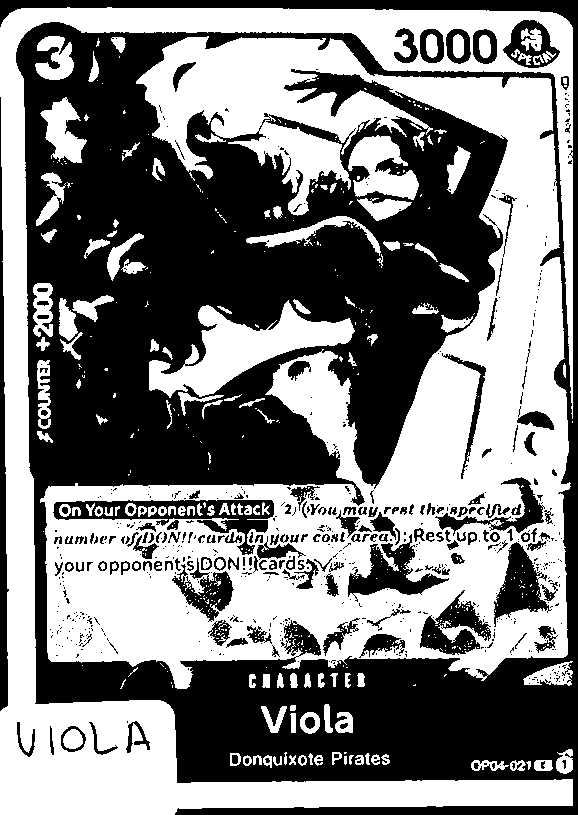 3
3000
特
SPECIAL
COUNTER +2000
On Your Opponent's Attack ② (You may rest the specified
number of DON!! cards in your cost area.): Rest up to 1 of
your opponent's DON!! cards.
CHARACTER
Viola
Donquixote Pirates
OP04-021 C 1
VIOLA